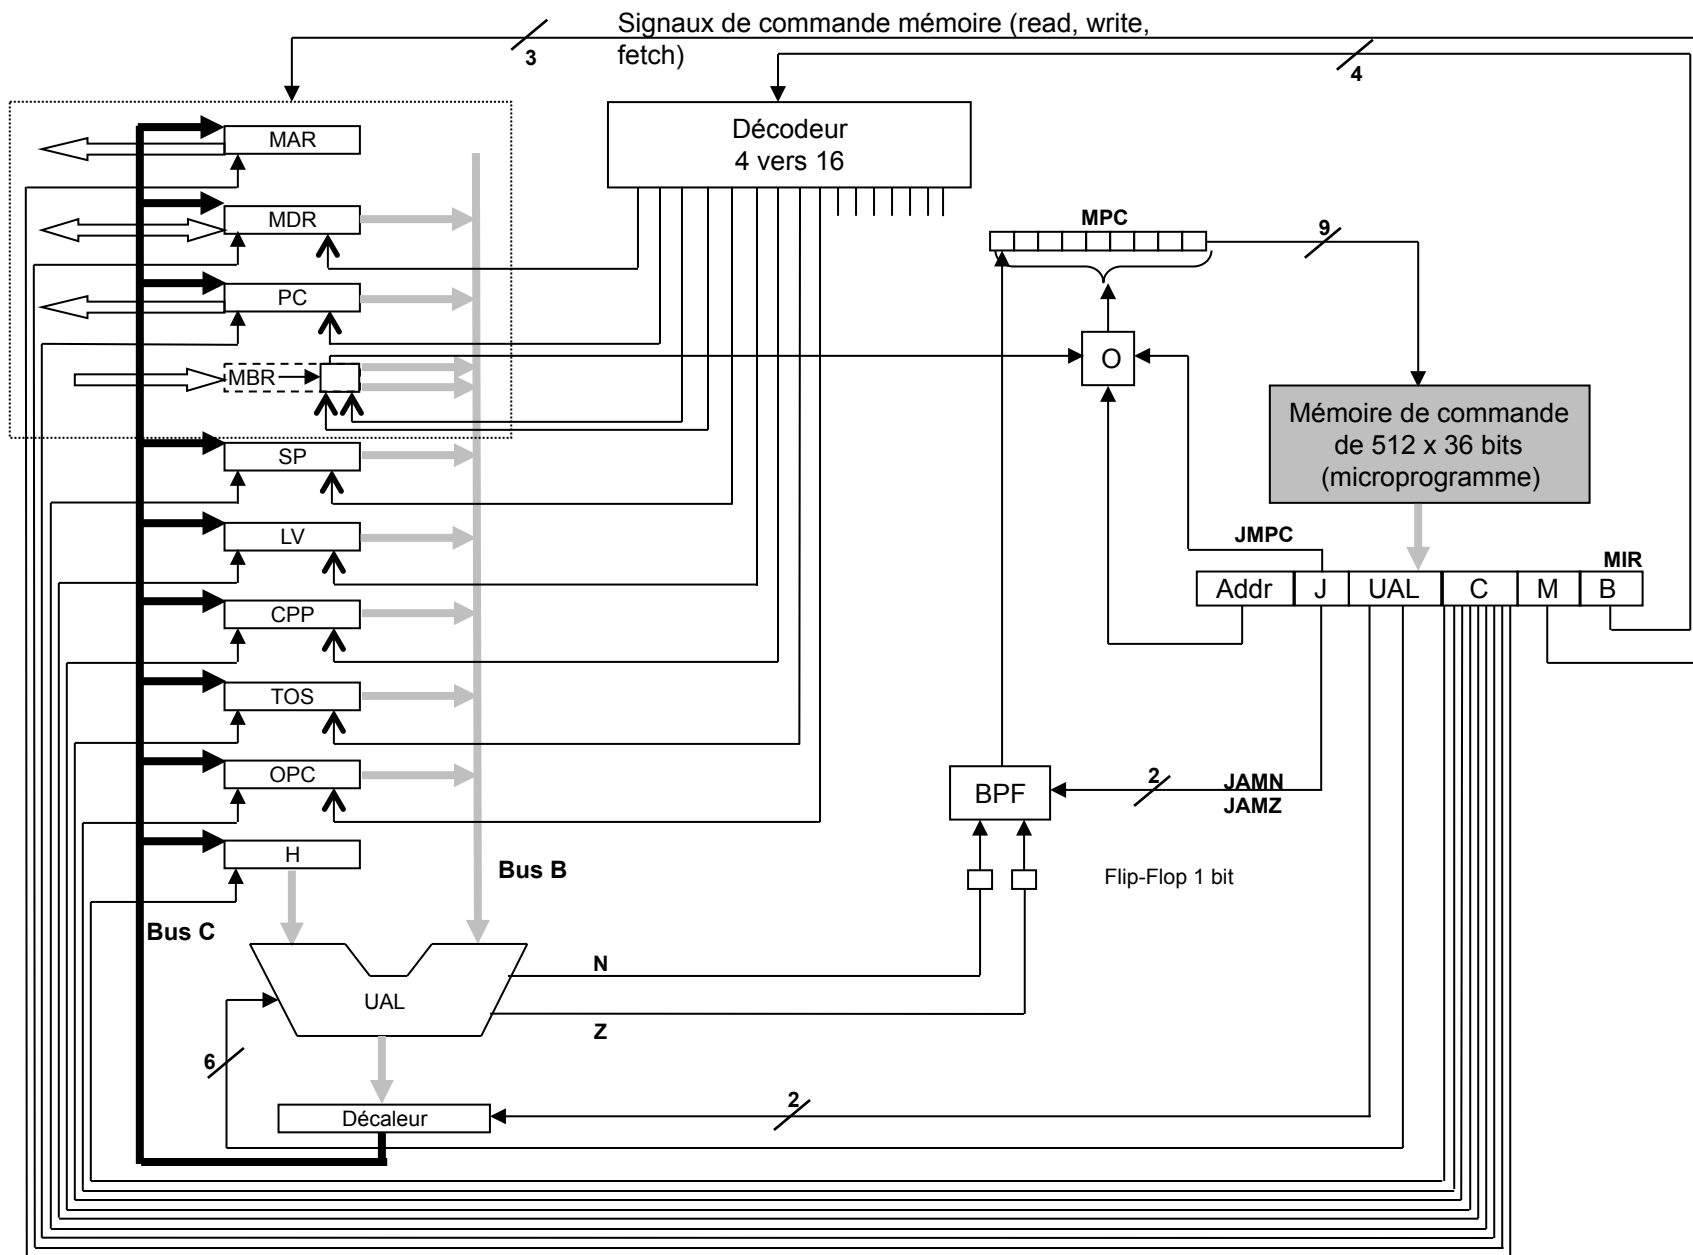 Signaux de commande mémoire (read, write,
fetch)
3
4
MAR
Décodeur
4 vers 16
MDR
MPC
9
PC
O
MBR
Mémoire de commande
de 512 x 36 bits
(microprogramme)
SP
LV
JMPC
MIR
Addr
J
UAL
C
M
B
CPP
TOS
OPC
BPF
2
JAMN
JAMZ
H
Bus B
Flip-Flop 1 bit
Bus C
N
UAL
Z
6
Décaleur
2